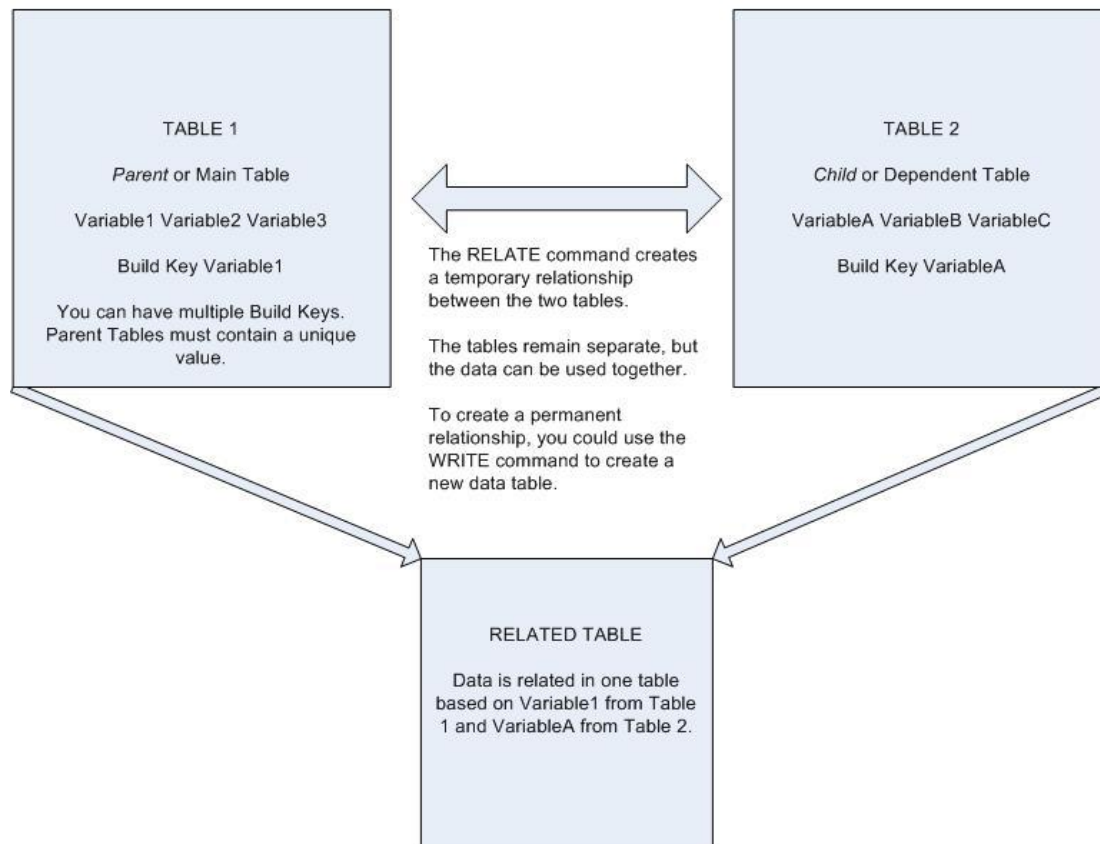 TABLE 1
Parent or Main Table
Variable1 Variable2 Variable3
Build Key Variable1
You can have multiple Build Keys.
Parent Tables must contain a unique
value.
The RELATE command creates
a temporary relationship
between the two tables.
The tables remain separate, but
the data can be used together.
To create a permanent
relationship, you could use the
WRITE command to create a
new data table.
TABLE 2
Child or Dependent Table
VariableA VariableB VariableC
Build Key VariableA
RELATED TABLE
Data is related in one table
based on Variable1 from Table
1 and VariableA from Table 2.